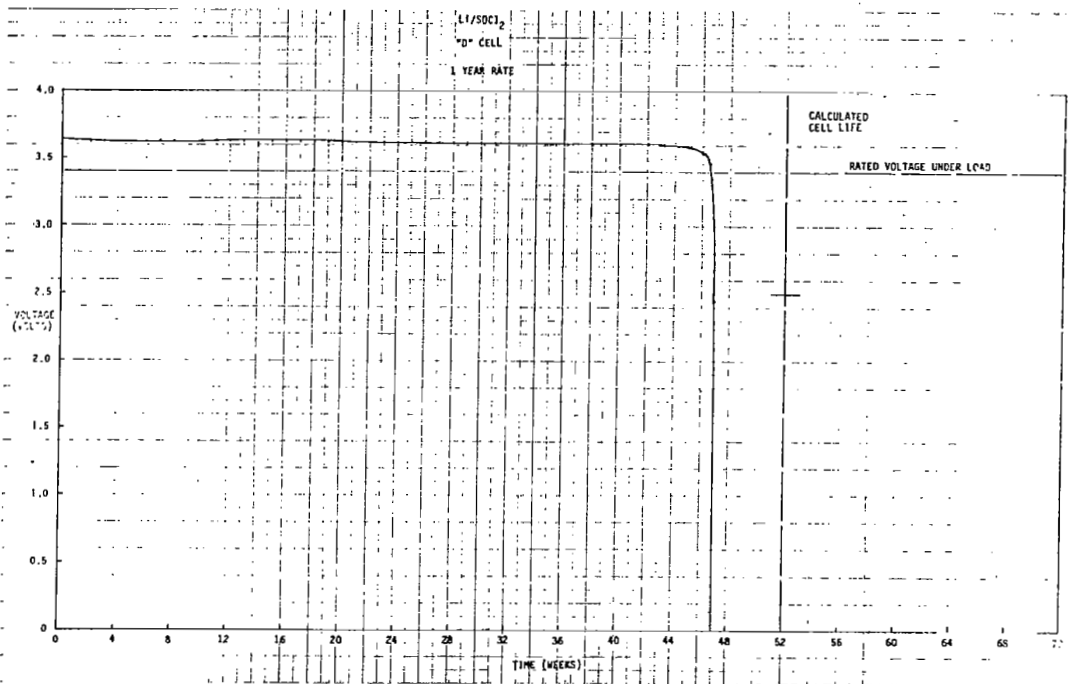 LI/SOCl2
"D" CELL
1 YEAR RATE
4.0
CALCULATED
CELL LIFE
3.5
RATED VOLTAGE UNDER LOAD
3.0
2.5
VOLTAGE
(VOLTS)
2.0
1.5
1.0
0.5
0
0 4 8 12 16 20 24 28 32 36 40 44 48 52 56 60 64 68
TIME (WEEKS)